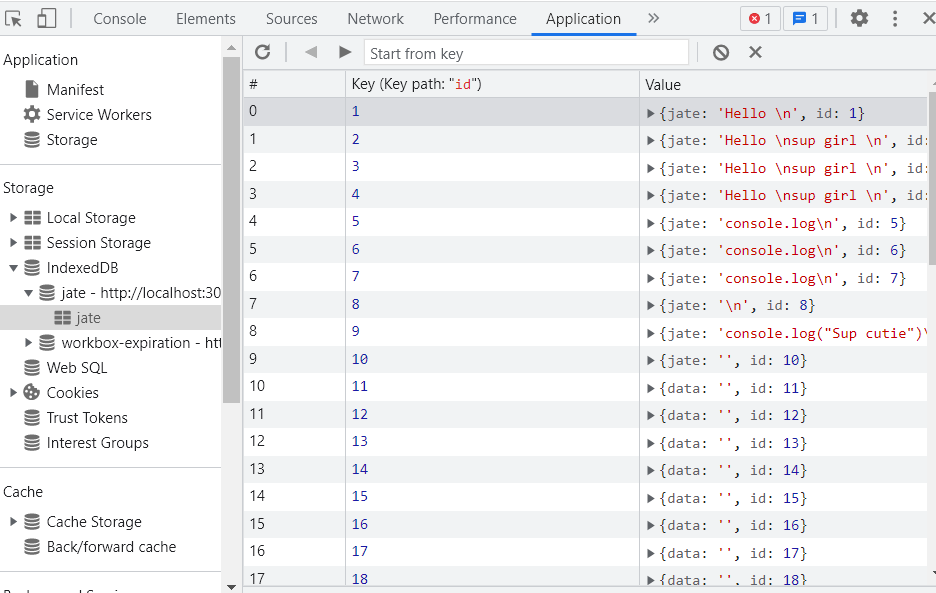 Console Elements Sources Network Performance Application » 1 1
Application
Manifest
Service Workers
Storage
Storage
Local Storage
Session Storage
IndexedDB
jate - http://localhost:30
jate
workbox-expiration - htt
Web SQL
Cookies
Trust Tokens
Interest Groups
Cache
Cache Storage
Back/forward cache
Start from key
# Key (Key path: "id") Value
0 1 {jate: 'Hello \n', id: 1}
1 2 {jate: 'Hello \nsup girl \n', id:
2 3 {jate: 'Hello \nsup girl \n', id:
3 4 {jate: 'Hello \nsup girl \n', id:
4 5 {jate: 'console.log\n', id: 5}
5 6 {jate: 'console.log\n', id: 6}
6 7 {jate: 'console.log\n', id: 7}
7 8 {jate: '\n', id: 8}
8 9 {jate: 'console.log("Sup cutie")\
9 10 {jate: '', id: 10}
10 11 {data: '', id: 11}
11 12 {data: '', id: 12}
12 13 {data: '', id: 13}
13 14 {data: '', id: 14}
14 15 {data: '', id: 15}
15 16 {data: '', id: 16}
16 17 {data: '', id: 17}
17 18 {data: '', id: 18}